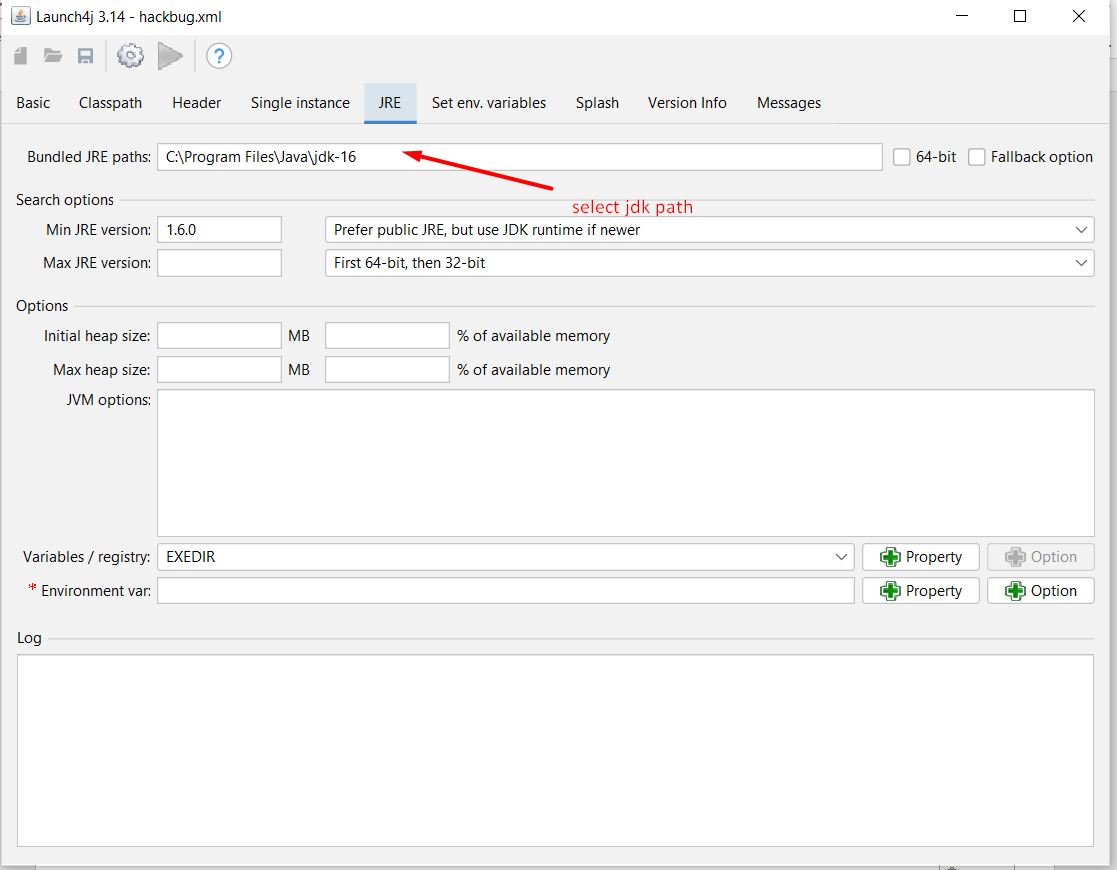 Launch4j 3.14 - hackbug.xml
?
Basic Classpath Header Single instance JRE Set env. variables Splash Version Info Messages
Bundled JRE paths: C:\Program Files\Java\jdk-16 64-bit Fallback option
select jdk path
Search options
Min JRE version: 1.6.0 Prefer public JRE, but use JDK runtime if newer
Max JRE version: First 64-bit, then 32-bit
Options
Initial heap size: MB % of available memory
Max heap size: MB % of available memory
JVM options:
Variables / registry: EXEDIR Property Option
* Environment var: Property Option
Log